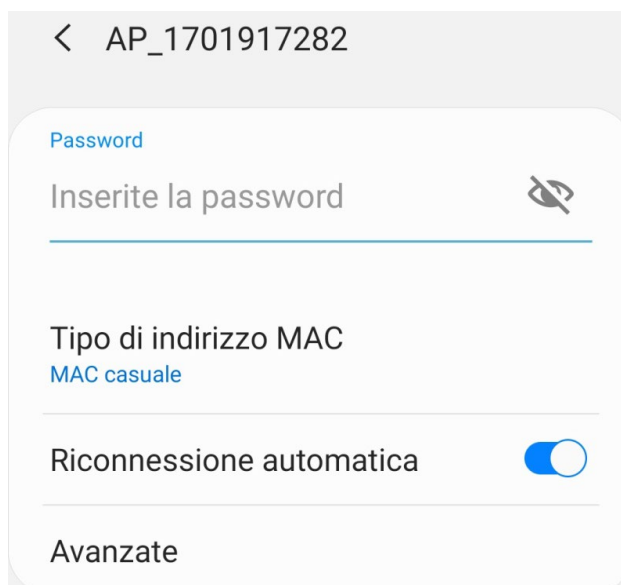 AP_1701917282
Password
Inserite la password
Tipo di indirizzo MAC
MAC casuale
Riconnessione automatica
Avanzate